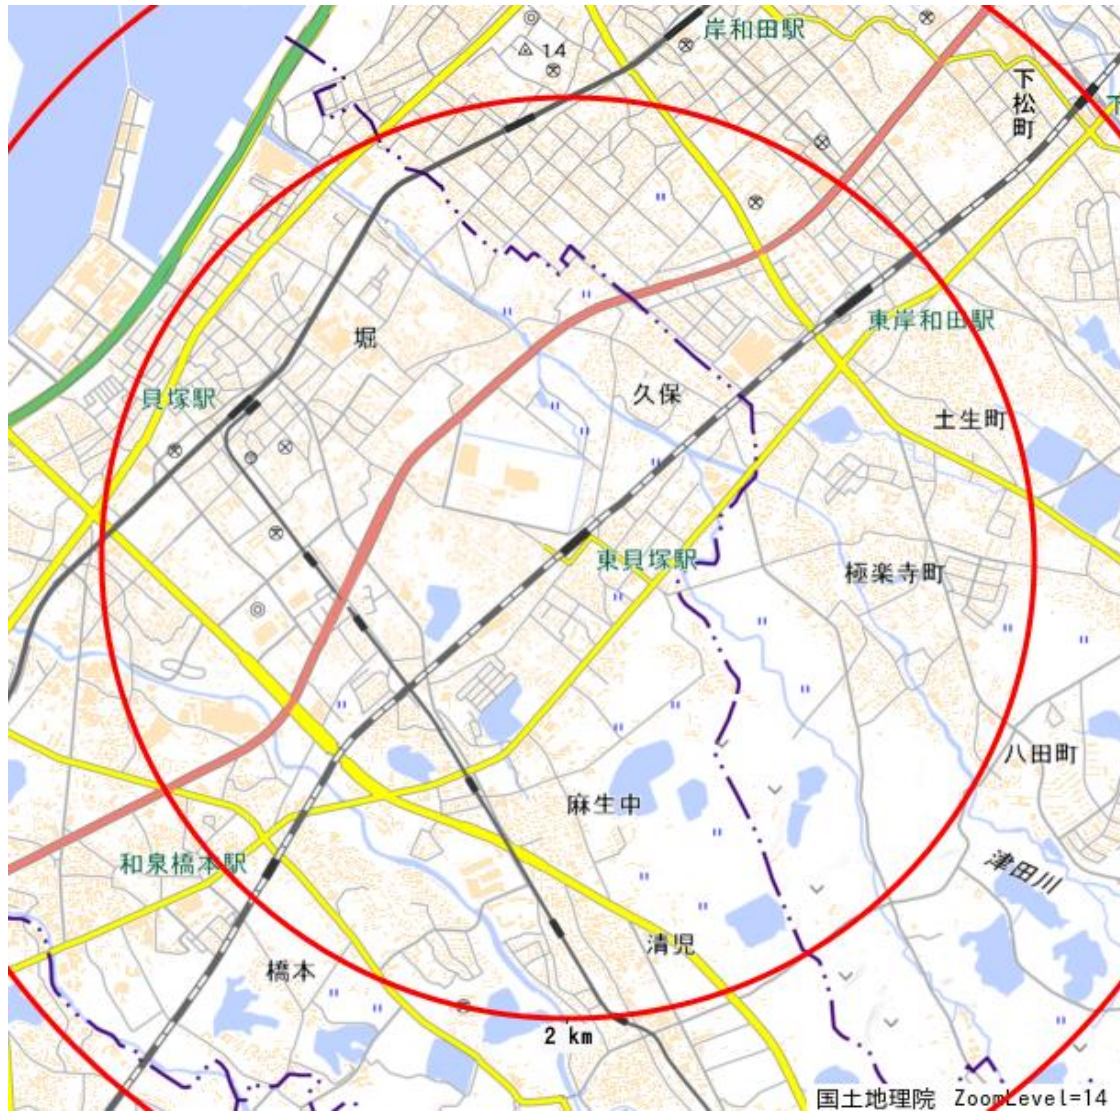 岸和田駅
14
下松町
下
堀
東岸和田駅
貝塚駅
久保
土生町
東貝塚駅
極楽寺町
八田町
麻生中
和泉橋本駅
津田川
清児
橋本
2 km
国土地理院 ZoomLevel=14